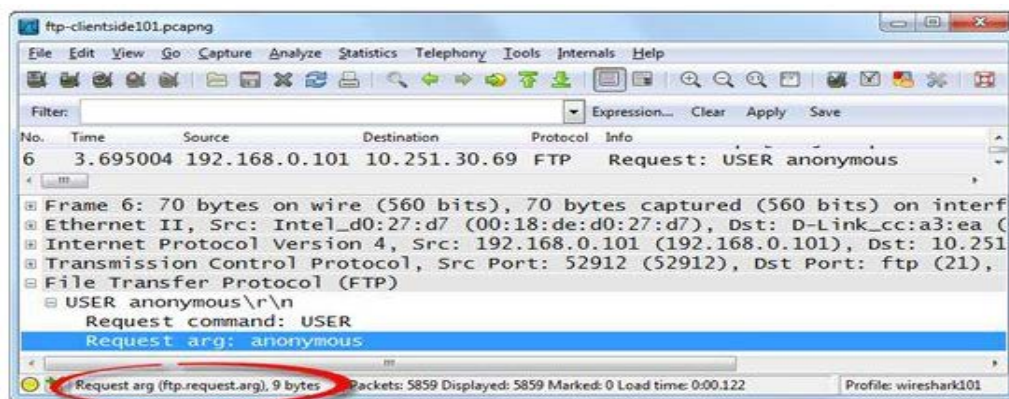 ftp-clientside101.pcapng
File Edit View Go Capture Analyze Statistics Telephony Tools Internals Help
Filter: Expression... Clear Apply Save
No. Time Source Destination Protocol Info
6 3.695004 192.168.0.101 10.251.30.69 FTP Request: USER anonymous
Frame 6: 70 bytes on wire (560 bits), 70 bytes captured (560 bits) on interf
Ethernet II, Src: Intel_d0:27:d7 (00:18:de:d0:27:d7), Dst: D-Link_cc:a3:ea (
Internet Protocol Version 4, Src: 192.168.0.101 (192.168.0.101), Dst: 10.251
Transmission Control Protocol, Src Port: 52912 (52912), Dst Port: ftp (21),
File Transfer Protocol (FTP)
USER anonymous\r\n
Request command: USER
Request arg: anonymous
Request arg (ftp.request.arg), 9 bytes Packets: 5859 Displayed: 5859 Marked: 0 Load time: 0:00.122 Profile: wireshark101